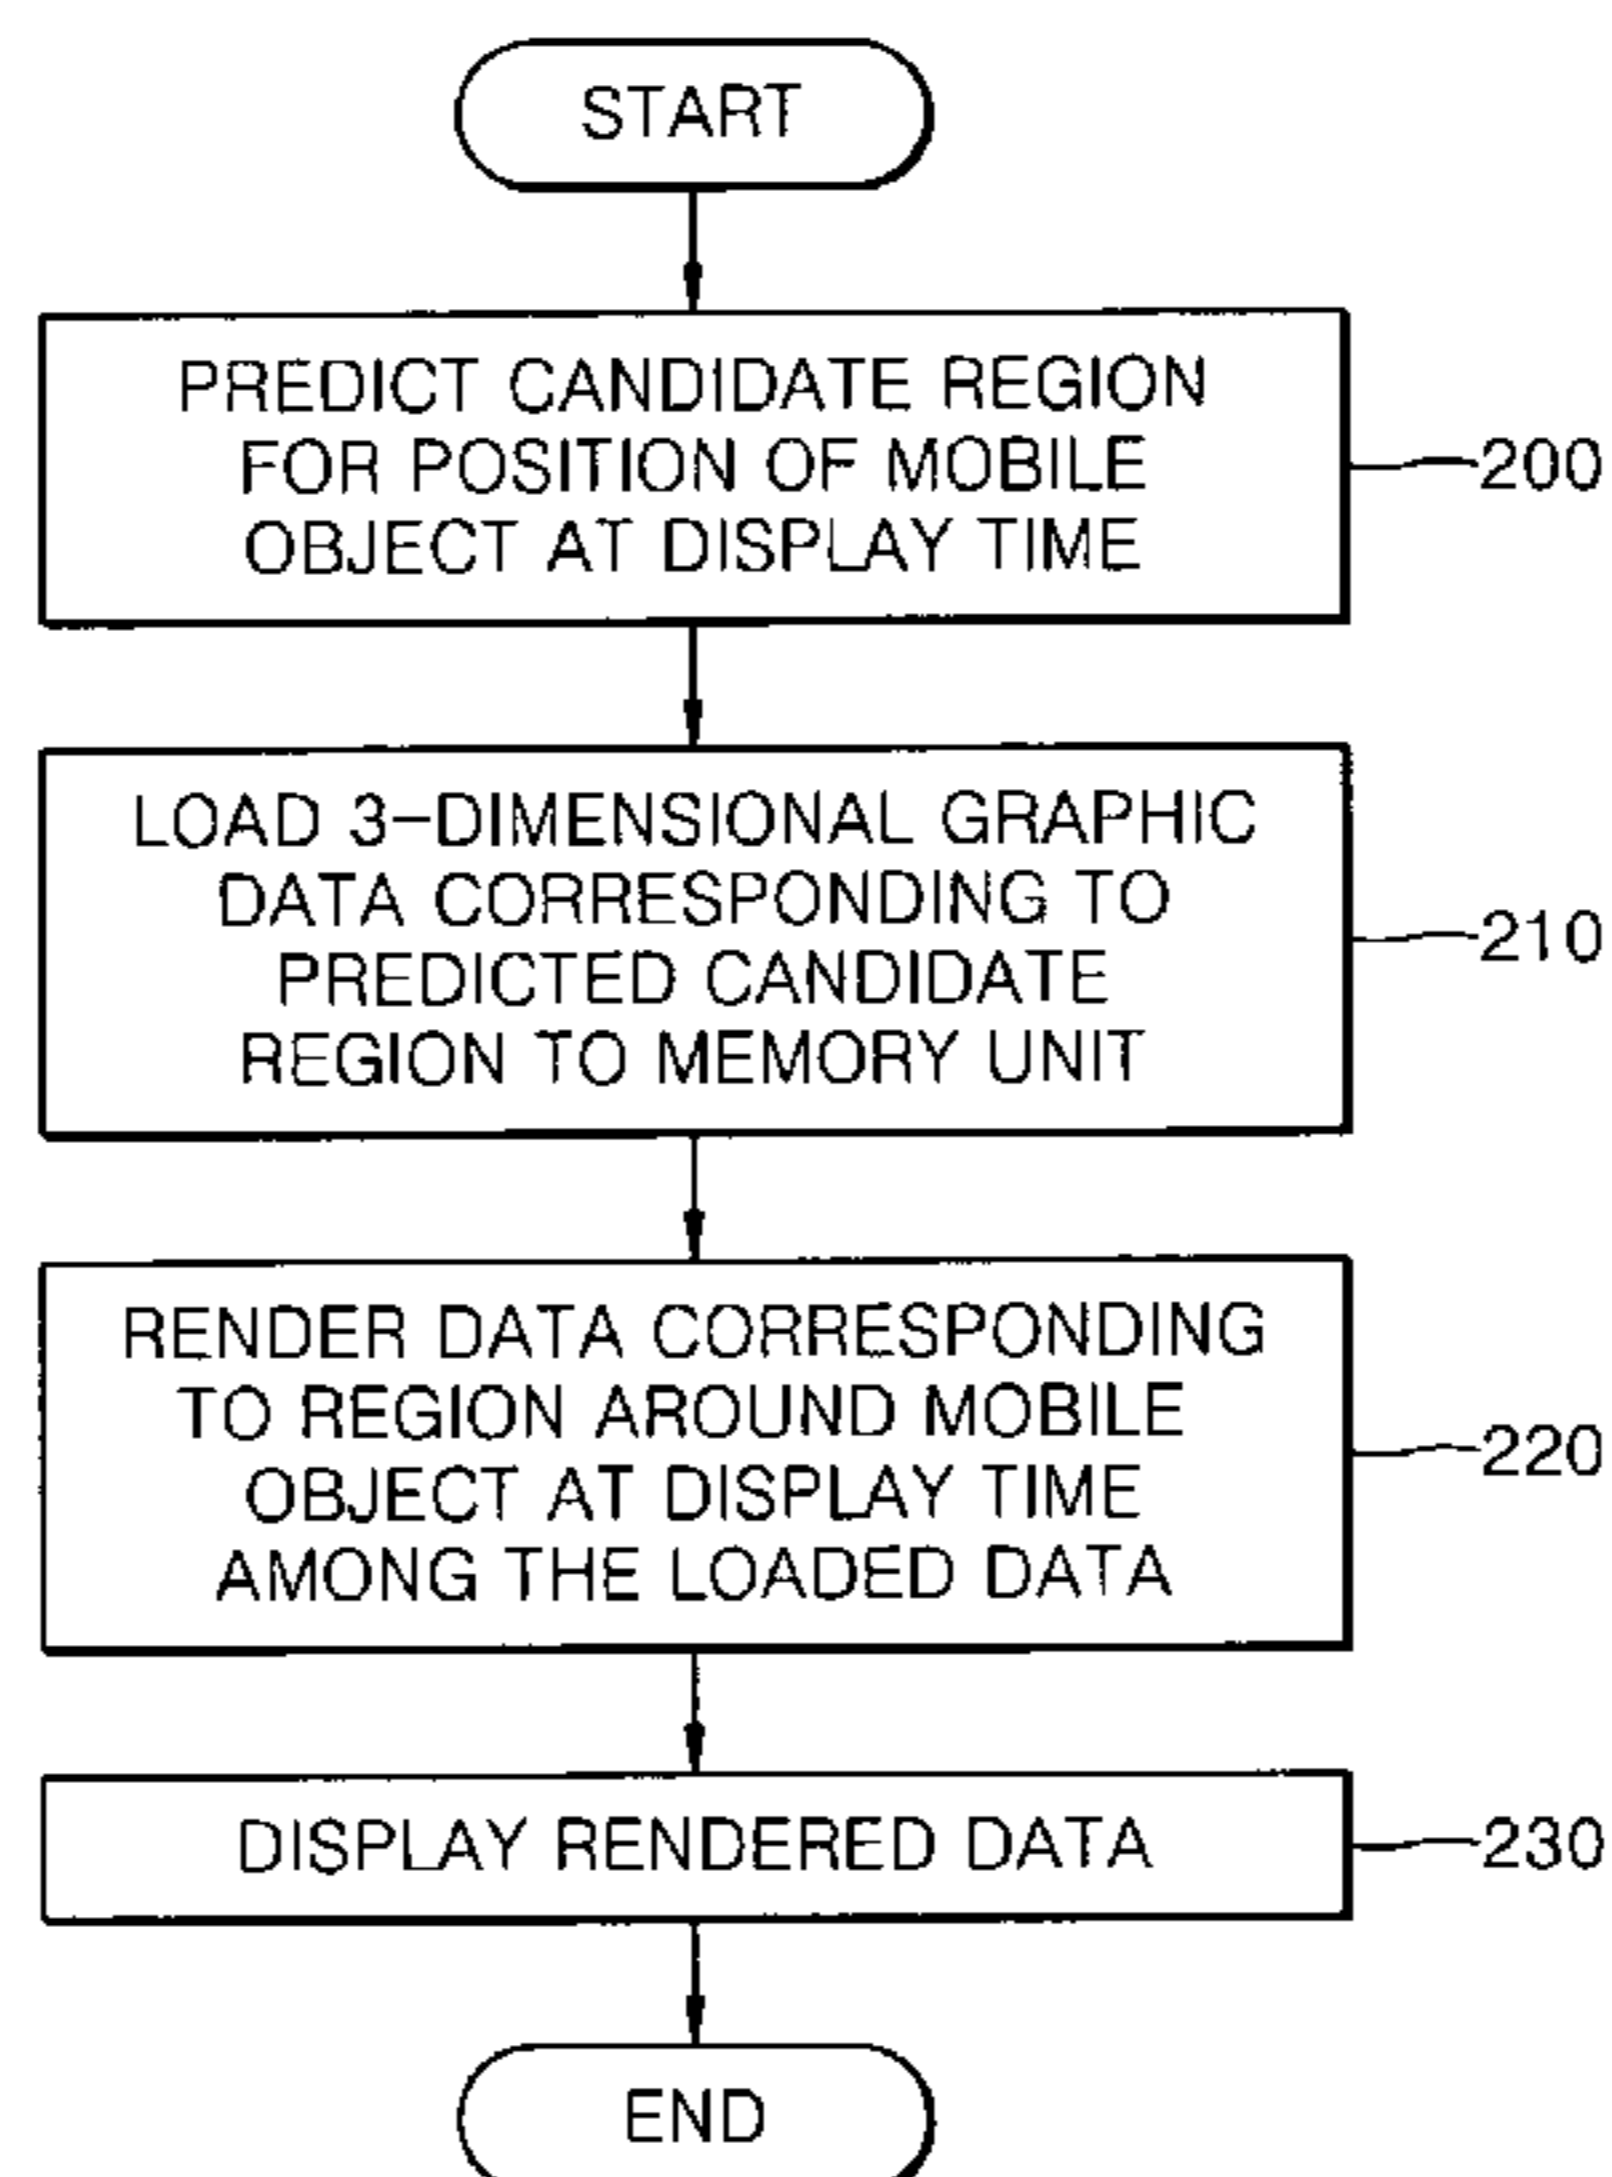 START
PREDICT CANDIDATE REGION
FOR POSITION OF MOBILE
OBJECT AT DISPLAY TIME
200
LOAD 3-DIMENSIONAL GRAPHIC
DATA CORRESPONDING TO
PREDICTED CANDIDATE
REGION TO MEMORY UNIT
210
RENDER DATA CORRESPONDING
TO REGION AROUND MOBILE
OBJECT AT DISPLAY TIME
AMONG THE LOADED DATA
220
DISPLAY RENDERED DATA
230
END